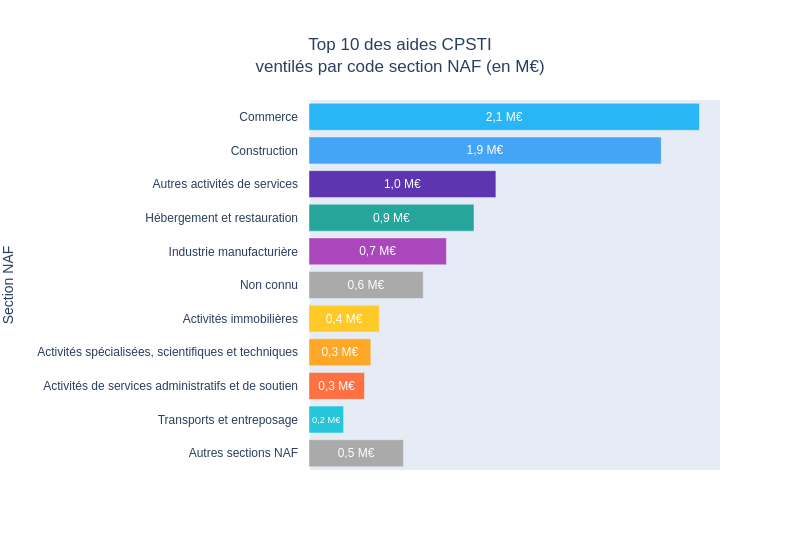 Top 10 des aides CPSTI
ventilés par code section NAF (en M€)
Section NAF
Commerce 2,1 M€
Construction 1,9 M€
Autres activités de services 1,0 M€
Hébergement et restauration 0,9 M€
Industrie manufacturière 0,7 M€
Non connu 0,6 M€
Activités immobilières 0,4 M€
Activités spécialisées, scientifiques et techniques 0,3 M€
Activités de services administratifs et de soutien 0,3 M€
Transports et entreposage 0,2 M€
Autres sections NAF 0,5 M€